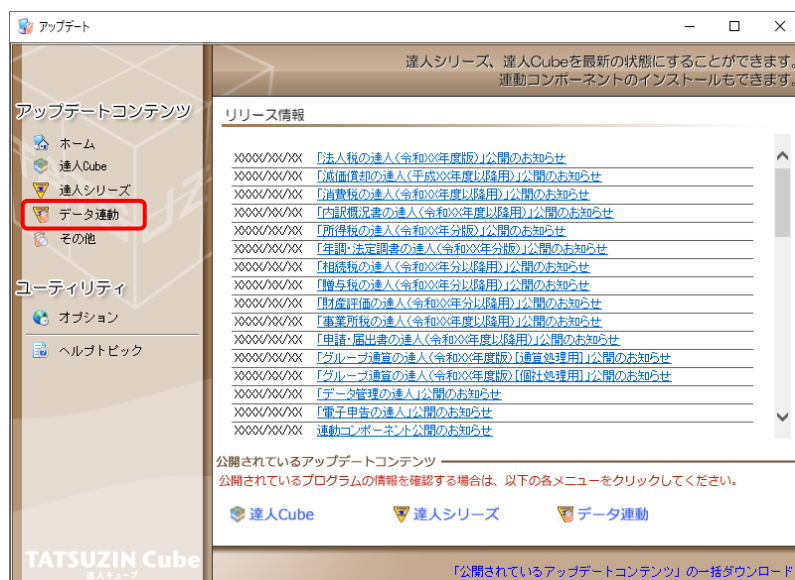 アップデート
達人シリーズ、達人Cubeを最新の状態にすることができます。
連動コンポーネントのインストールもできます。
アップデートコンテンツ
ホーム
達人Cube
達人シリーズ
データ連動
その他
ユーティリティ
オプション
ヘルプトピック
リリース情報
XXXX/XX/XX 「法人税の達人(令和XX年度版)」公開のお知らせ
XXXX/XX/XX 「減価償却の達人(平成XX年度以降用)」公開のお知らせ
XXXX/XX/XX 「消費税の達人(令和XX年度以降用)」公開のお知らせ
XXXX/XX/XX 「内訳概況書の達人(令和XX年度以降用)」公開のお知らせ
XXXX/XX/XX 「所得税の達人(令和XX年分版)」公開のお知らせ
XXXX/XX/XX 「年調・法定調書の達人(令和XX年分版)」公開のお知らせ
XXXX/XX/XX 「相続税の達人(令和XX年分以降用)」公開のお知らせ
XXXX/XX/XX 「贈与税の達人(令和XX年分以降用)」公開のお知らせ
XXXX/XX/XX 「財産評価の達人(令和XX年分以降用)」公開のお知らせ
XXXX/XX/XX 「事業所税の達人(令和XX年度以降用)」公開のお知らせ
XXXX/XX/XX 「申請・届出書の達人(令和XX年度以降用)」公開のお知らせ
XXXX/XX/XX 「グループ通算の達人(令和XX年度版)[通算処理用]」公開のお知らせ
XXXX/XX/XX 「グループ通算の達人(令和XX年度版)[個社処理用]」公開のお知らせ
XXXX/XX/XX 「データ管理の達人」公開のお知らせ
XXXX/XX/XX 「電子申告の達人」公開のお知らせ
XXXX/XX/XX 連動コンポーネント公開のお知らせ
公開されているアップデートコンテンツ
公開されているプログラムの情報を確認する場合は、以下の各メニューをクリックしてください。
達人Cube 達人シリーズ データ連動
TATSUZIN Cube
達人キューブ
「公開されているアップデートコンテンツ」の一括ダウンロード